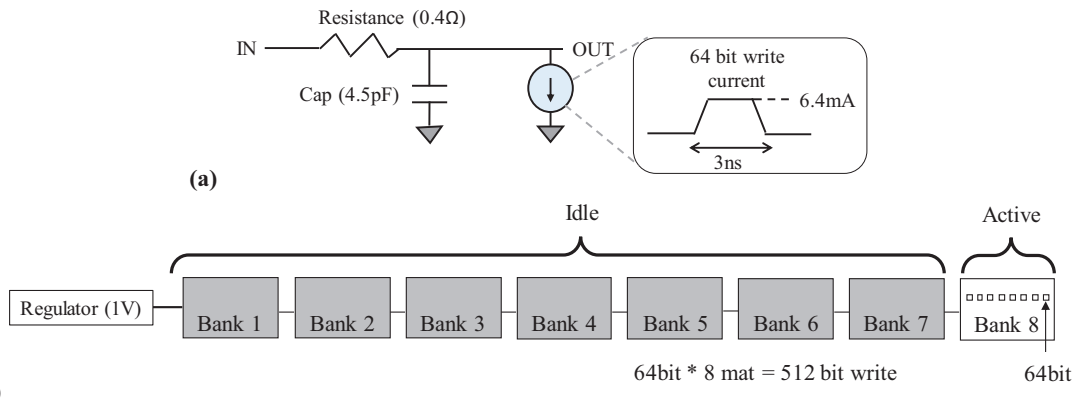 Resistance (0.4Ω)
IN
OUT
Cap (4.5pF)
64 bit write
current
6.4mA
3ns
(a)
Idle
Active
Regulator (1V)
Bank 1
Bank 2
Bank 3
Bank 4
Bank 5
Bank 6
Bank 7
Bank 8
64bit * 8 mat = 512 bit write
64bit